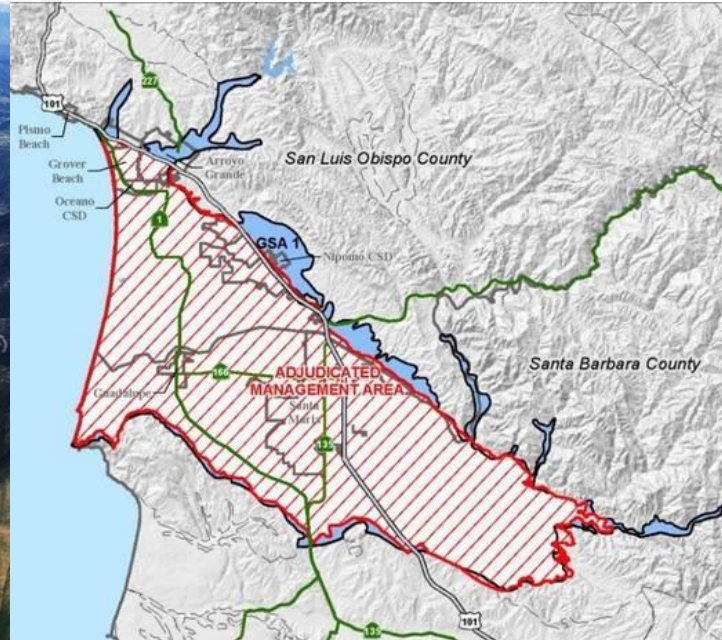 227
101
Pismo
Beach
San Luis Obispo County
Grover
Beach
Arroyo
Grande
Oceano
CSD
1
GSA 1
Nipomo CSD
Santa Barbara County
166
ADJUDICATED
MANAGEMENT AREA
Guadalupe
Santa
Maria
135
101
135